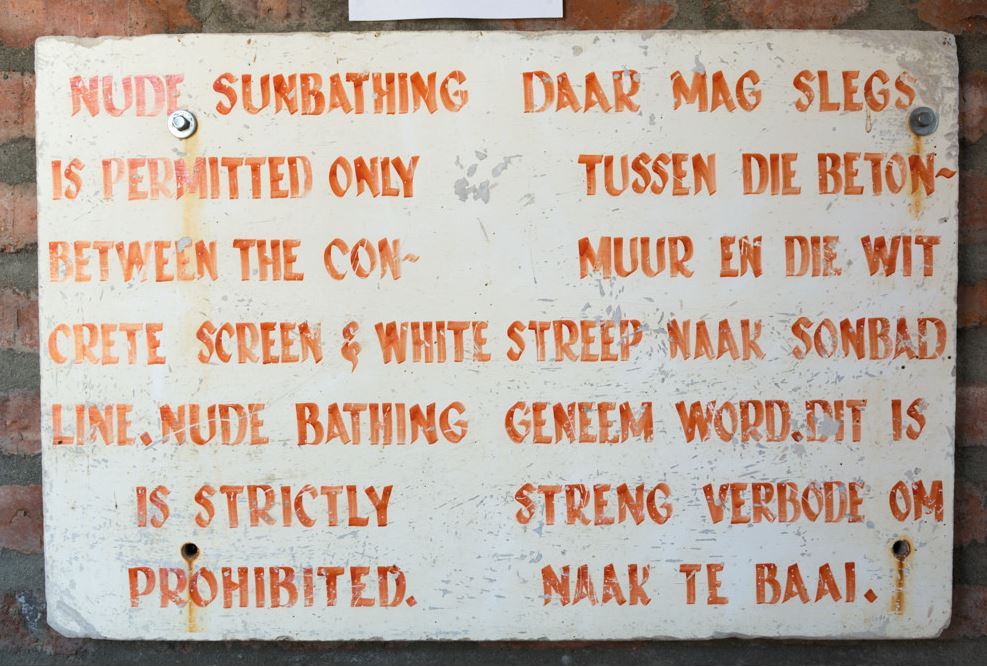 NUDE SUNBATHING
IS PERMITTED ONLY
BETWEEN THE CON~
CRETE SCREEN & WHITE
LINE. NUDE BATHING
IS STRICTLY
PROHIBITED.
DAAR MAG SLEGS
TUSSEN DIE BETON~
MUUR EN DIE WIT
STREEP NAAK SONBAD
GENEEM WORD. DIT IS
STRENG VERBODE OM
NAAK TE BAAI.